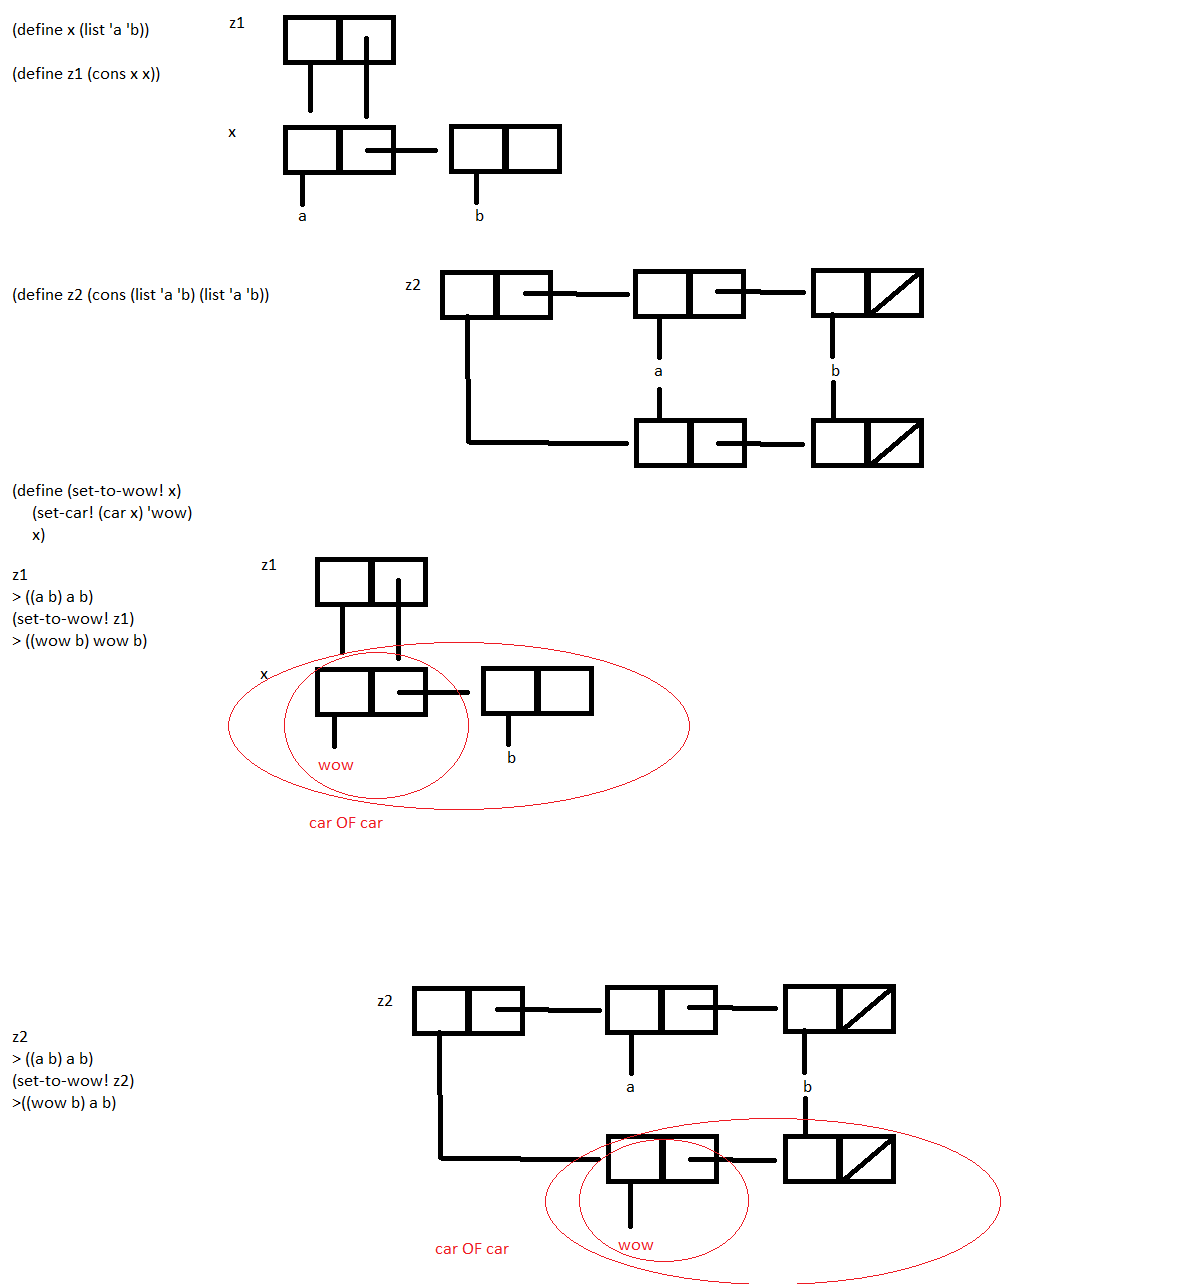 (define x (list 'a 'b))
z1
(define z1 (cons x x))
x
a
b
(define z2 (cons (list 'a 'b) (list 'a 'b))
z2
a
b
(define (set-to-wow! x)
(set-car! (car x) 'wow)
x)
z1
z1
> ((a b) a b)
(set-to-wow! z1)
> ((wow b) wow b)
x
wow
b
car OF car
z2
z2
> ((a b) a b)
(set-to-wow! z2)
>((wow b) a b)
a
b
wow
car OF car